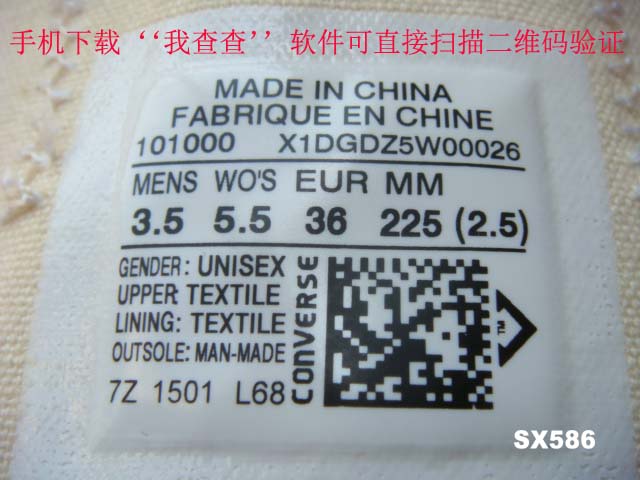 手机下载‘‘我查查’’软件可直接扫描二维码验证
MADE IN CHINA
FABRIQUE EN CHINE
101000 X1DGDZ5W00026
MENS WO'S EUR MM
3.5 5.5 36 225 (2.5)
GENDER: UNISEX
UPPER: TEXTILE
LINING: TEXTILE
OUTSOLE: MAN-MADE
7Z 1501 L68
CONVERSE
TM
SX586